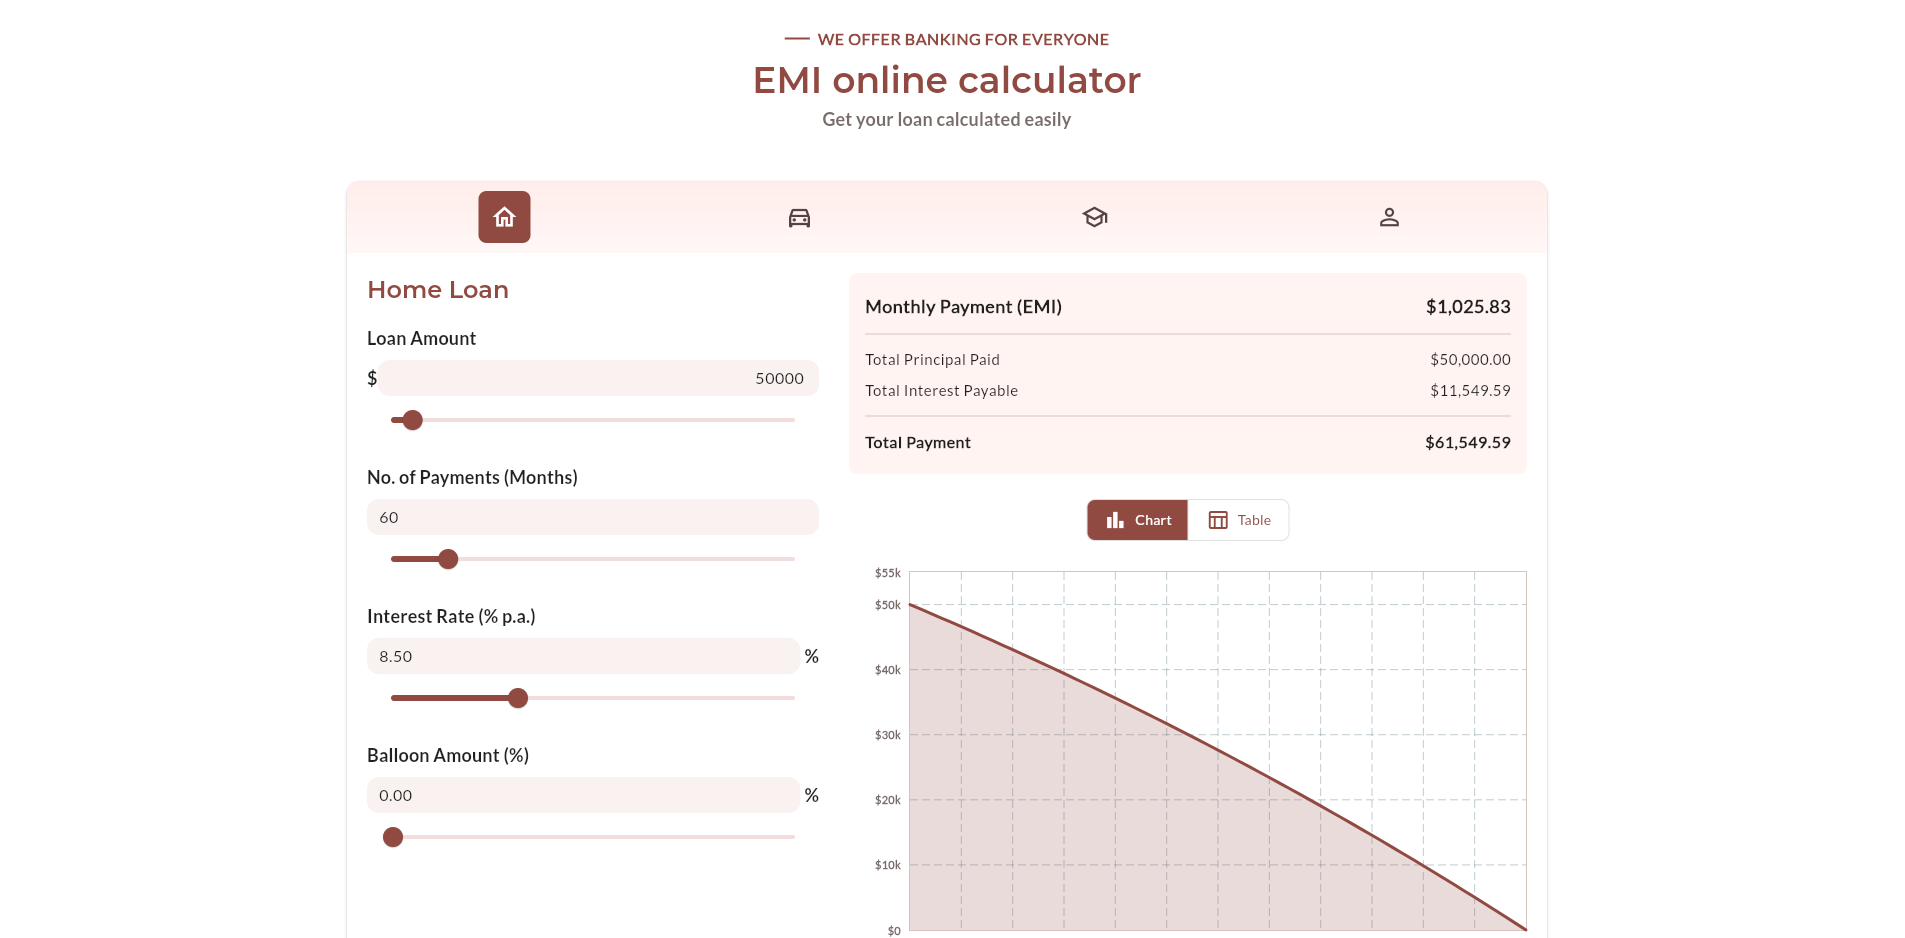 WE OFFER BANKING FOR EVERYONE
EMI online calculator
Get your loan calculated easily
Home Loan
Loan Amount
$ 50000
No. of Payments (Months)
60
Interest Rate (% p.a.)
8.50 %
Balloon Amount (%)
0.00 %
Monthly Payment (EMI) $1,025.83
Total Principal Paid $50,000.00
Total Interest Payable $11,549.59
Total Payment $61,549.59
Chart Table
$55k
$50k
$40k
$30k
$20k
$10k
$0